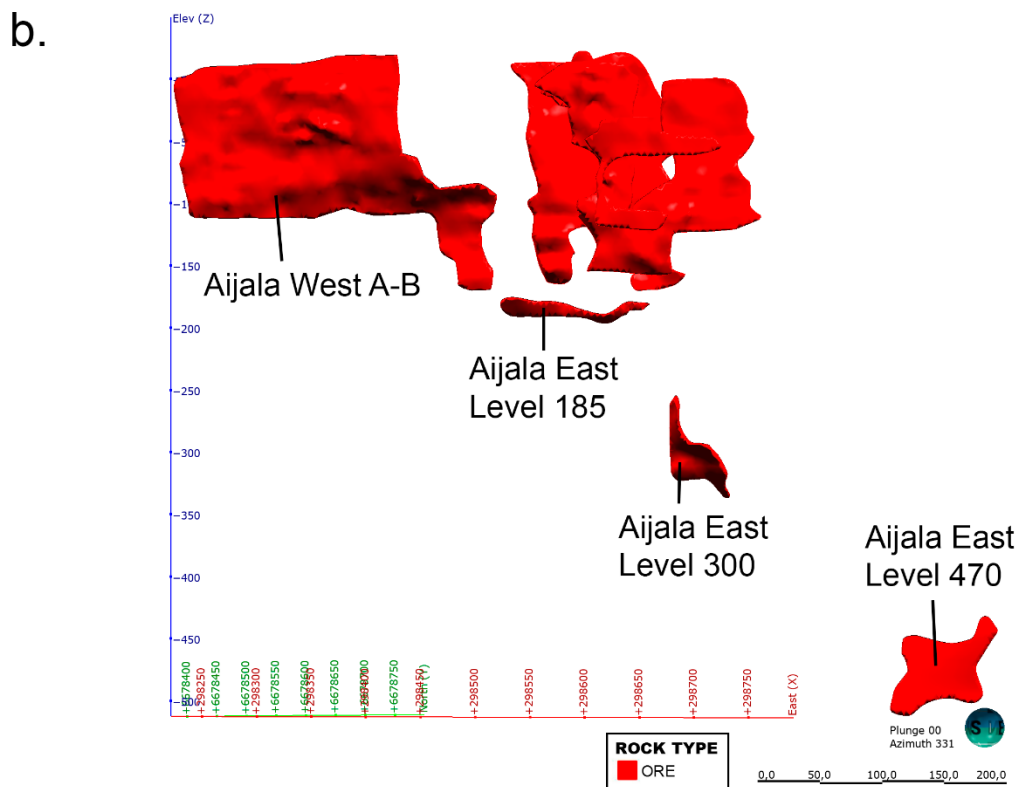 b.
Elev (Z)
Aijala West A-B
−150
−200
Aijala East
Level 185
−250
−300
−350
Aijala East
Level 300
Aijala East
Level 470
−400
−450
+6678400
+298250
+6678450
+6678500
+298300
+6678550
+6678600
+298350
+6678650
+6678750
+298450
North (Y)
+298500
+298550
+298600
+298650
+298700
+298750
East (X)
Plunge 00
Azimuth 331
ROCK TYPE
ORE
0,0 50,0 100,0 150,0 200,0